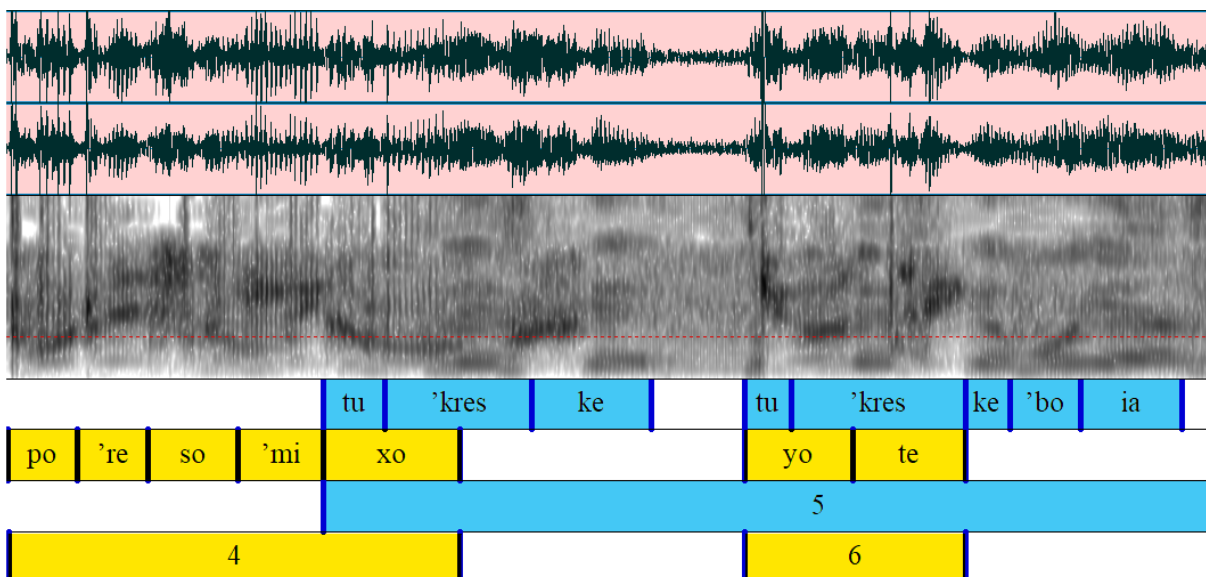 tu ’kres ke tu ’kres ke ’bo ia
po ’re so ’mi xo yo te
5
4 6